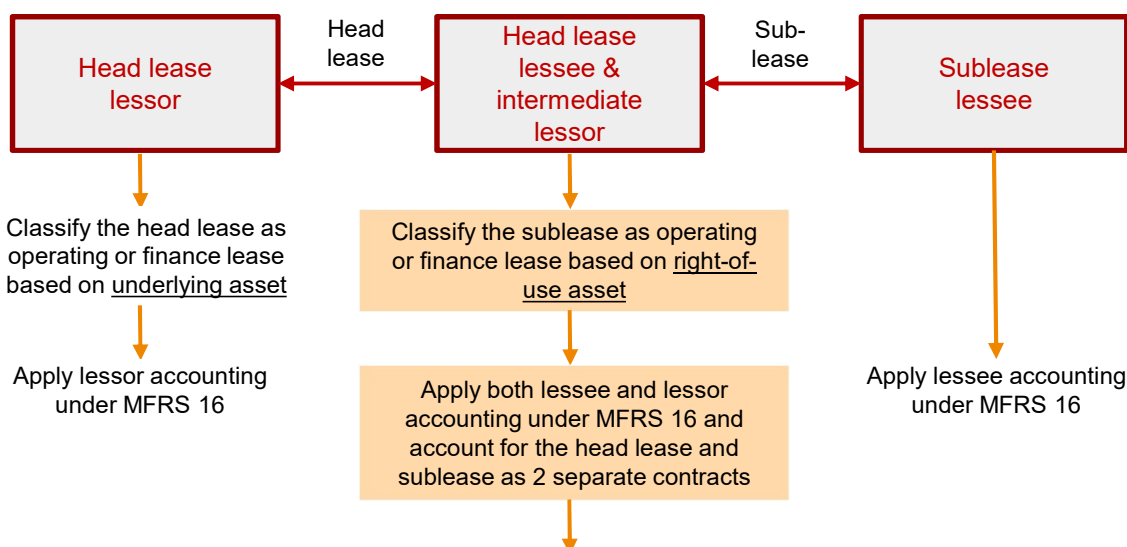 Head lease
lessor
Head
lease
Head lease
lessee &
intermediate
lessor
Sub-
lease
Sublease
lessee
Classify the head lease as
operating or finance lease
based on underlying asset
Apply lessor accounting
under MFRS 16
Classify the sublease as operating
or finance lease based on right-of-
use asset
Apply both lessee and lessor
accounting under MFRS 16 and
account for the head lease and
sublease as 2 separate contracts
Apply lessee accounting
under MFRS 16